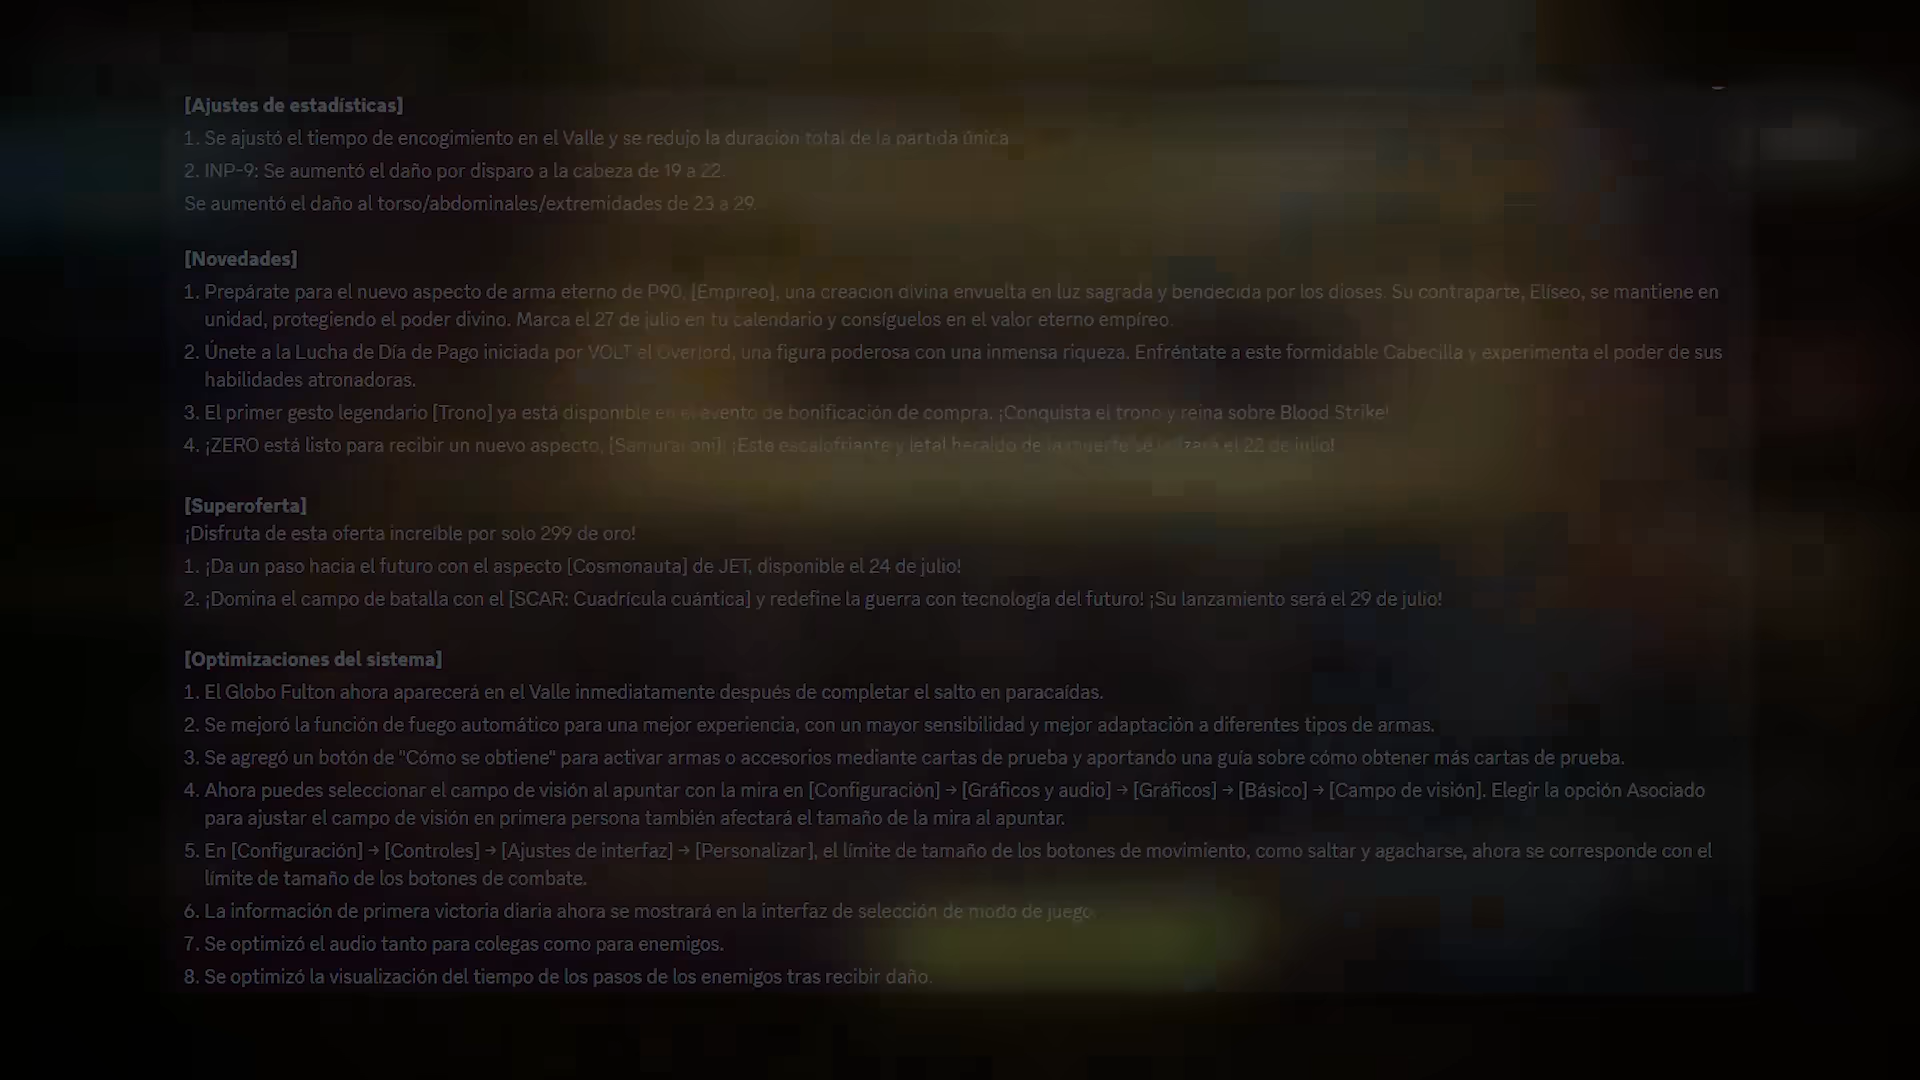 [Ajustes de estadísticas]
1. Se ajustó el tiempo de encogimiento en el Valle y se redujo la duracion total de la partida única.
2. INP-9: Se aumentó el daño por disparo a la cabeza de 19 a 22.
Se aumentó el daño al torso/abdominales/extremidades de 23 a 29.
[Novedades]
1. Prepárate para el nuevo aspecto de arma eterno de P90, [Empíreo], una creación divina envuelta en luz sagrada y bendecida por los dioses. Su contraparte, Elíseo, se mantiene en
unidad, protegiendo el poder divino. Marca el 27 de julio en tu calendario y consíguelos en el valor eterno empíreo.
2. Únete a la Lucha de Día de Pago iniciada por VOLT el Overlord, una figura poderosa con una inmensa riqueza. Enfréntate a este formidable Cabecilla y experimenta el poder de sus
habilidades atronadoras.
3. El primer gesto legendario [Trono] ya está disponible en el evento de bonificación de compra. ¡Conquista el trono y reina sobre Blood Strike!
4. ¡ZERO está listo para recibir un nuevo aspecto, [Samurai oni]! ¡Este escalofriante y letal heraldo de la muerte se lanzará el 22 de julio!
[Superoferta]
¡Disfruta de esta oferta increíble por solo 299 de oro!
1. ¡Da un paso hacia el futuro con el aspecto [Cosmonauta] de JET, disponible el 24 de julio!
2. ¡Domina el campo de batalla con el [SCAR: Cuadrícula cuántica] y redefine la guerra con tecnología del futuro! ¡Su lanzamiento será el 29 de julio!
[Optimizaciones del sistema]
1. El Globo Fulton ahora aparecerá en el Valle inmediatamente después de completar el salto en paracaídas.
2. Se mejoró la función de fuego automático para una mejor experiencia, con un mayor sensibilidad y mejor adaptación a diferentes tipos de armas.
3. Se agregó un botón de "Cómo se obtiene" para activar armas o accesorios mediante cartas de prueba y aportando una guía sobre cómo obtener más cartas de prueba.
4. Ahora puedes seleccionar el campo de visión al apuntar con la mira en [Configuración] → [Gráficos y audio] → [Gráficos] → [Básico] → [Campo de visión]. Elegir la opción Asociado
para ajustar el campo de visión en primera persona también afectará el tamaño de la mira al apuntar.
5. En [Configuración] → [Controles] → [Ajustes de interfaz] → [Personalizar], el límite de tamaño de los botones de movimiento, como saltar y agacharse, ahora se corresponde con el
límite de tamaño de los botones de combate.
6. La información de primera victoria diaria ahora se mostrará en la interfaz de selección de modo de juego.
7. Se optimizó el audio tanto para colegas como para enemigos.
8. Se optimizó la visualización del tiempo de los pasos de los enemigos tras recibir daño.